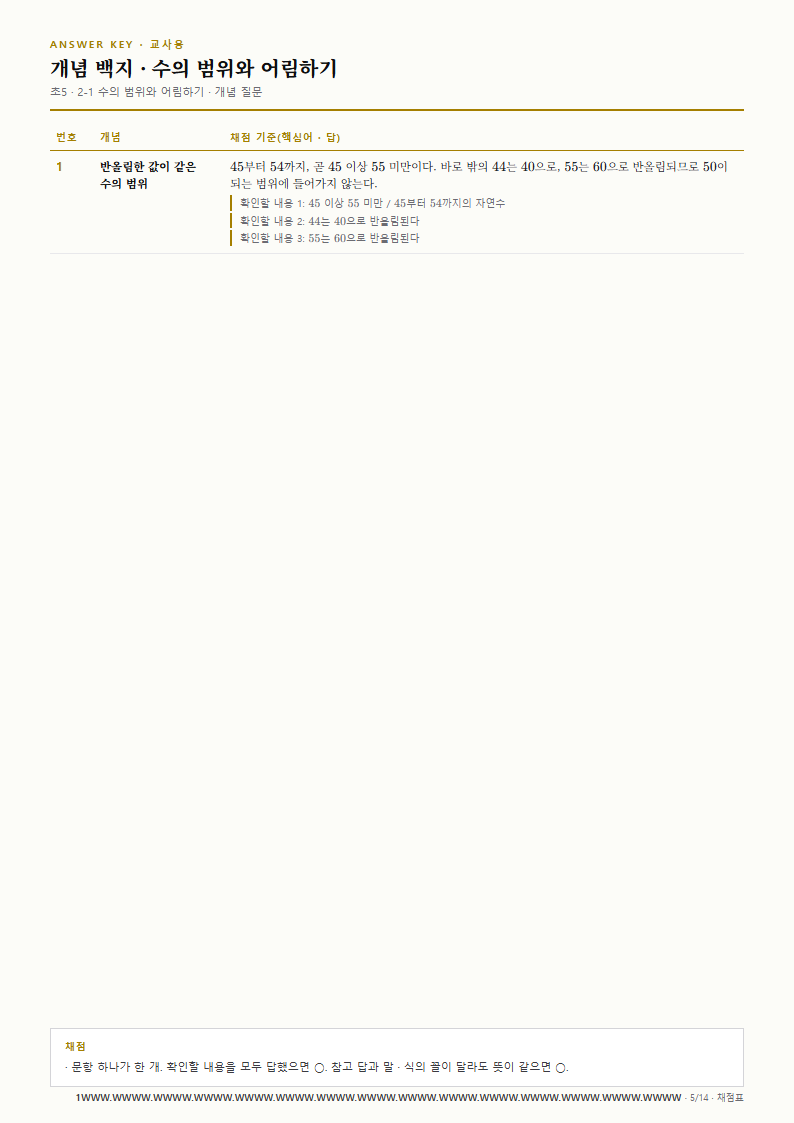 ANSWER KEY · 교사용
개념 백지 · 수의 범위와 어림하기
초5 · 2-1 수의 범위와 어림하기 · 개념 질문
번호 개념 채점 기준(핵심어 · 답)
1 반올림한 값이 같은 수의 범위
45부터 54까지, 곧 45 이상 55 미만이다. 바로 밖의 44는 40으로, 55는 60으로 반올림되므로 50이
되는 범위에 들어가지 않는다.
확인할 내용 1: 45 이상 55 미만 / 45부터 54까지의 자연수
확인할 내용 2: 44는 40으로 반올림된다
확인할 내용 3: 55는 60으로 반올림된다
채점
· 문항 하나가 한 개. 확인할 내용을 모두 답했으면 ○. 참고 답과 말 · 식의 꼴이 달라도 뜻이 같으면 ○.
1WWW.WWWW.WWWW.WWWW.WWWW.WWWW.WWWW.WWWW.WWWW.WWWW.WWWW.WWWW.WWWW.WWWW.WWWW · 5/14 · 채점표